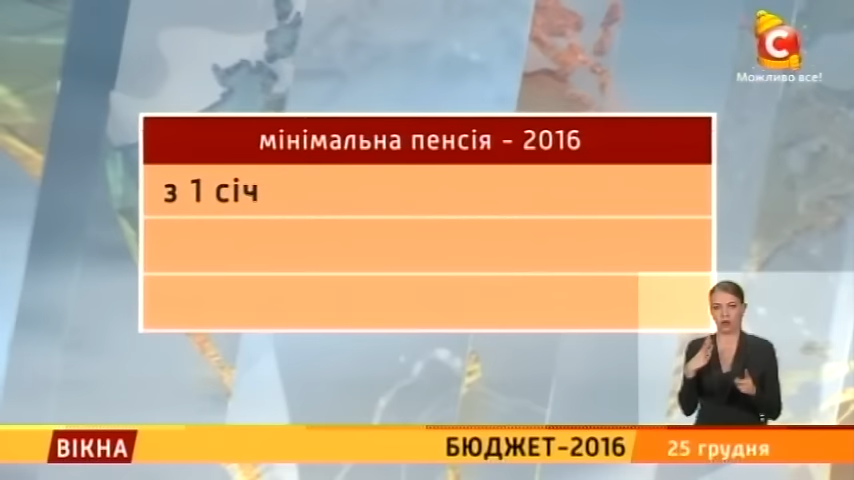 С
Можливо все!
мінімальна пенсія - 2016
з 1 січ
ВІКНА
БЮДЖЕТ-2016
25 грудня